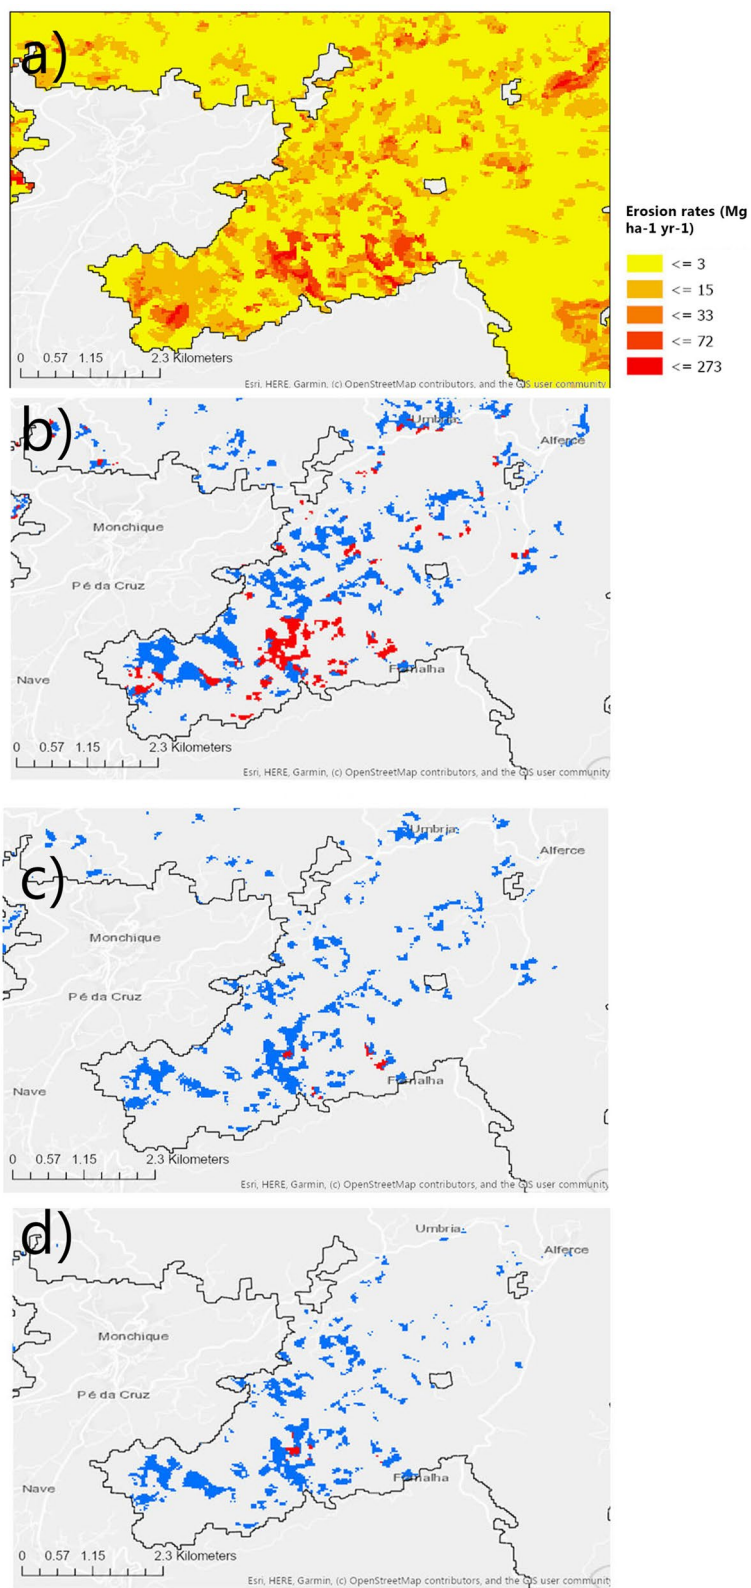 a)
Erosion rates (Mg
ha-1 yr-1)
<= 3
<= 15
<= 33
<= 72
<= 273
0 0.57 1.15 2.3 Kilometers
Esri, HERE, Garmin, (c) OpenStreetMap contributors, and the GIS user community
b)
Umbria
Alferce
Monchique
Pé da Cruz
Nave
0 0.57 1.15 2.3 Kilometers
Esri, HERE, Garmin, (c) OpenStreetMap contributors, and the GIS user community
c)
Umbria
Alferce
Monchique
Pé da Cruz
Nave
0 0.57 1.15 2.3 Kilometers
Esri, HERE, Garmin, (c) OpenStreetMap contributors, and the GIS user community
d)
Umbria
Alferce
Monchique
Pé da Cruz
Nave
0 0.57 1.15 2.3 Kilometers
Esri, HERE, Garmin, (c) OpenStreetMap contributors, and the GIS user community